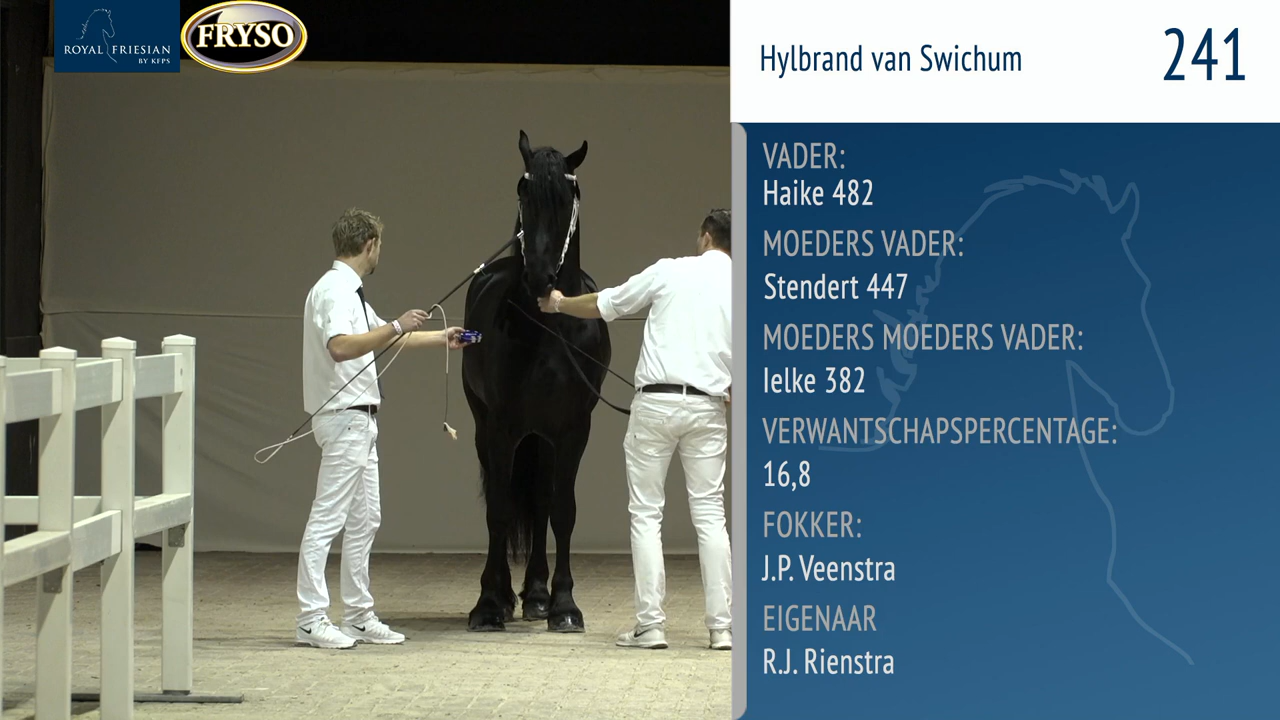 ROYAL FRIESIAN
BY KFPS
FRYSO
Hylbrand van Swichum
241
VADER:
Haike 482
MOEDERS VADER:
Stendert 447
MOEDERS MOEDERS VADER:
Ielke 382
VERWANTSCHAPSPERCENTAGE:
16,8
FOKKER:
J.P. Veenstra
EIGENAAR
R.J. Rienstra